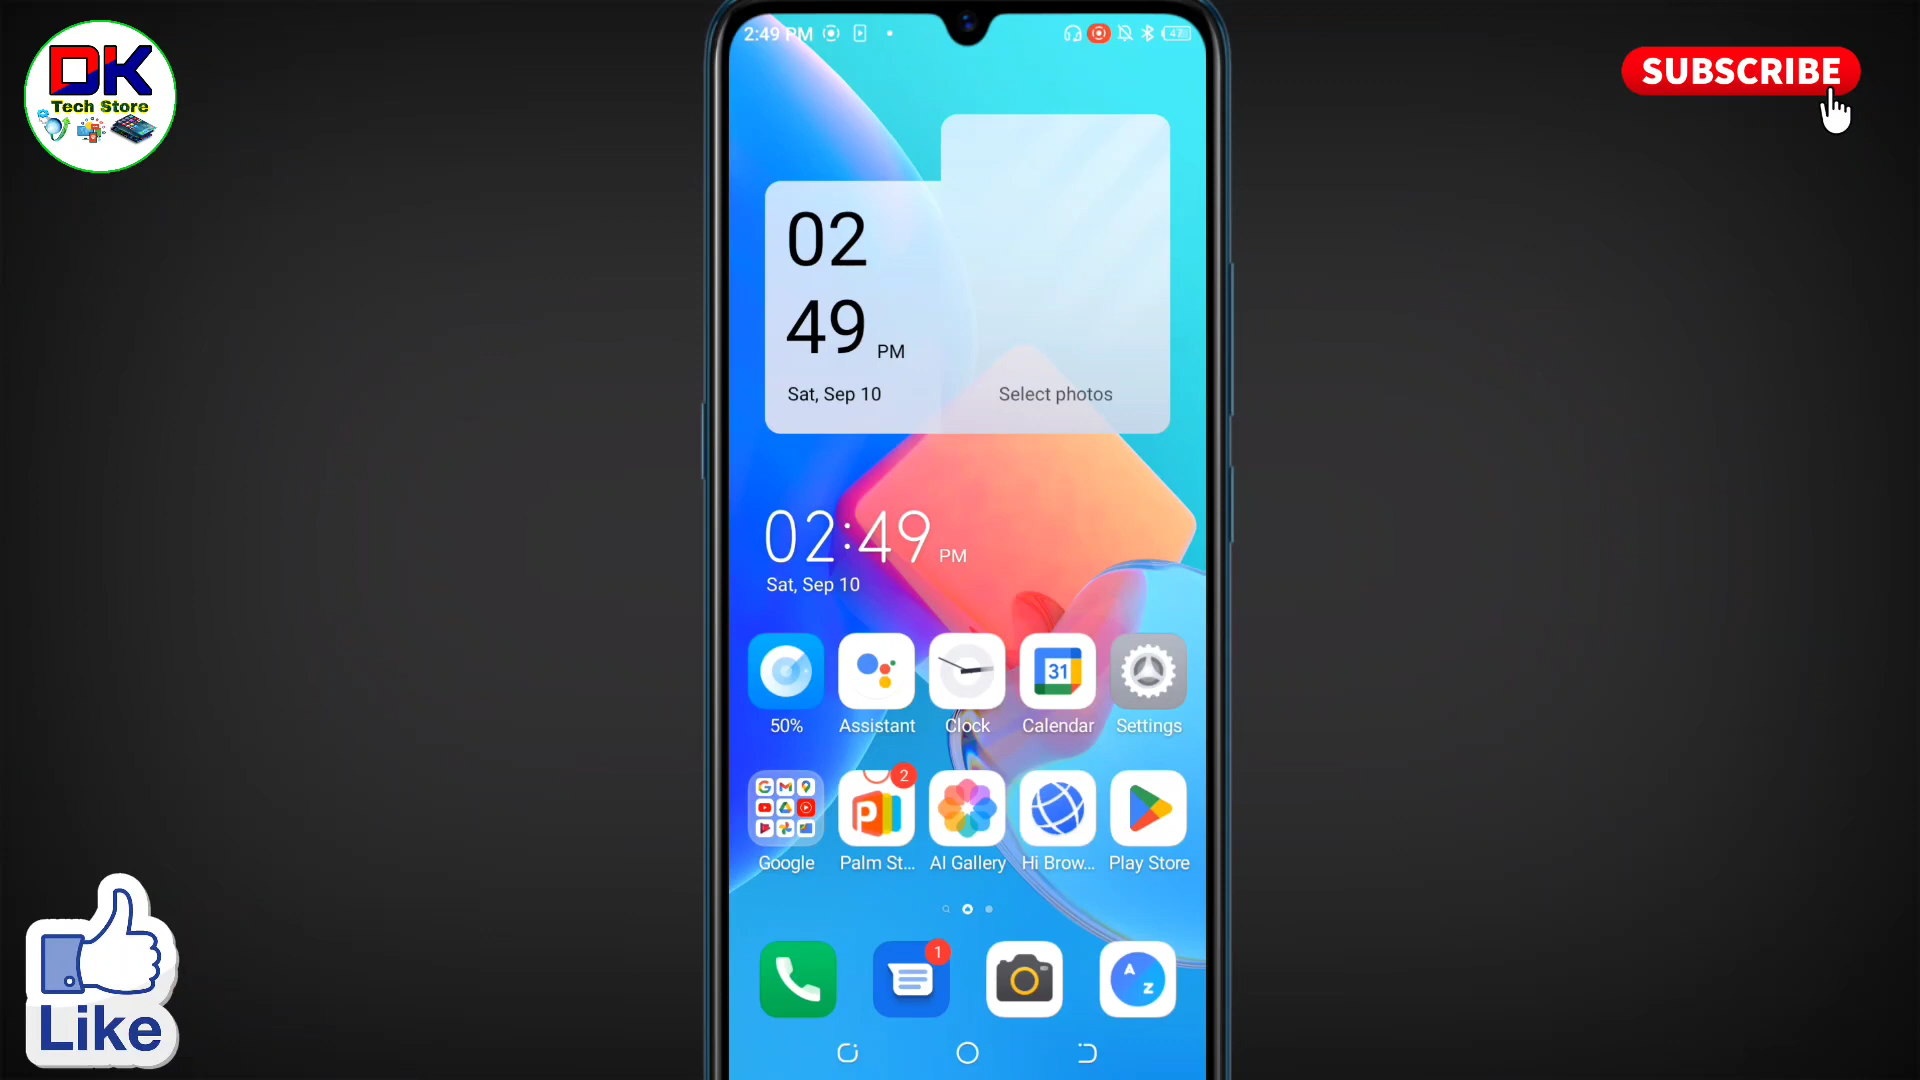 DK
Tech Store
SUBSCRIBE
2:49 PM
47
02
49 PM
Sat, Sep 10
Select photos
02:49 PM
Sat, Sep 10
31
50%
Assistant
Clock
Calendar
Settings
2
Google
Palm St...
AI Gallery
Hi Brow...
Play Store
1
A
Z
Like